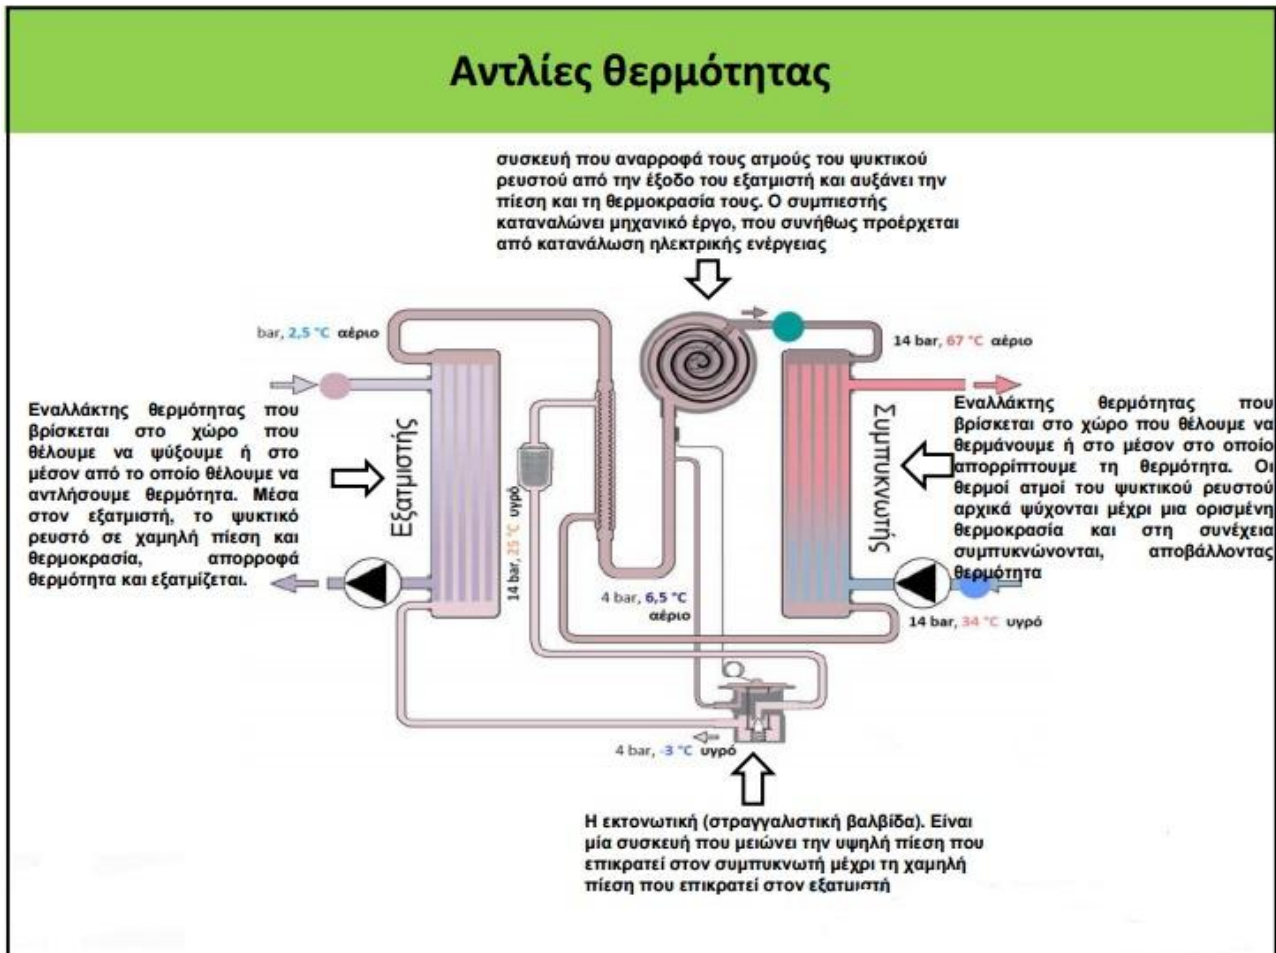 Αντλίες θερμότητας
συσκευή που αναρροφά τους ατμούς του ψυκτικού
ρευστού από την έξοδο του εξατμιστή και αυξάνει την
πίεση και τη θερμοκρασία τους. Ο συμπιεστής
καταναλώνει μηχανικό έργο, που συνήθως προέρχεται
από κατανάλωση ηλεκτρικής ενέργειας
bar, 2,5 °C αέριο
14 bar, 67 °C αέριο
Εναλλάκτης θερμότητας που
βρίσκεται στο χώρο που
θέλουμε να ψύξουμε ή στο
μέσον από το οποίο θέλουμε να
αντλήσουμε θερμότητα. Μέσα
στον εξατμιστή, το ψυκτικό
ρευστό σε χαμηλή πίεση και
θερμοκρασία, απορροφά
θερμότητα και εξατμίζεται.
Εξατμιστής
14 bar, 25 °C υγρό
4 bar, 6,5 °C
αέριο
Συμπυκνωτής
Εναλλάκτης θερμότητας που
βρίσκεται στο χώρο που θέλουμε να
θερμάνουμε ή στο μέσον στο οποίο
απορρίπτουμε τη θερμότητα. Οι
θερμοί ατμοί του ψυκτικού ρευστού
αρχικά ψύχονται μέχρι μια ορισμένη
θερμοκρασία και στη συνέχεια
συμπυκνώνονται, αποβάλλοντας
θερμότητα
14 bar, 34 °C υγρό
4 bar, -3 °C υγρό
Η εκτονωτική (στραγγαλιστική βαλβίδα). Είναι
μία συσκευή που μειώνει την υψηλή πίεση που
επικρατεί στον συμπυκνωτή μέχρι τη χαμηλή
πίεση που επικρατεί στον εξατμιστή